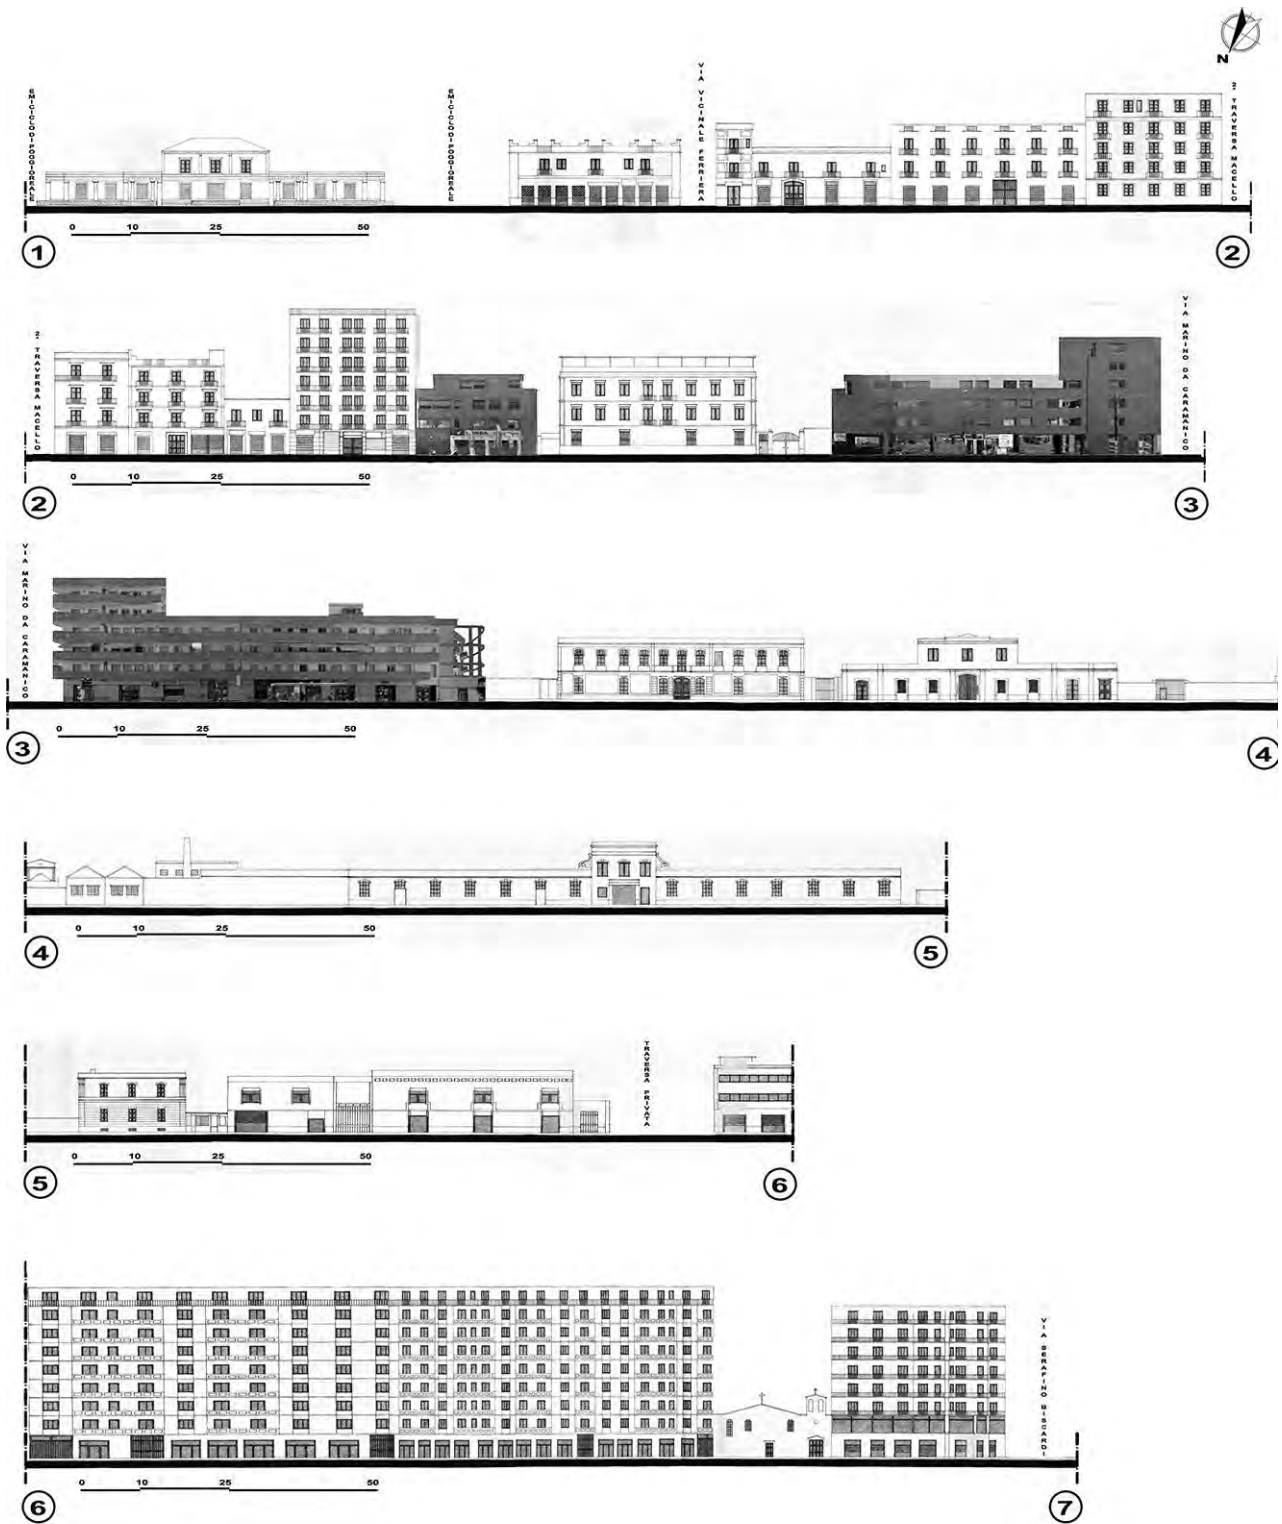 N
EMICICLO DI POGGIOREALE
EMICICLO DI POGGIOREALE
VIA VICINALE FERRIERA
2ª TRAVERSA MACELLO
0 10 25 50
1 2
2ª TRAVERSA MACELLO
VIA MARINO DA CARAMANICO
0 10 25 50
2 3
VIA MARINO DA CARAMANICO
0 10 25 50
3 4
0 10 25 50
4 5
TRAVERSA PRIVATA
0 10 25 50
5 6
VIA SERAFINO BISCARDI
0 10 25 50
6 7